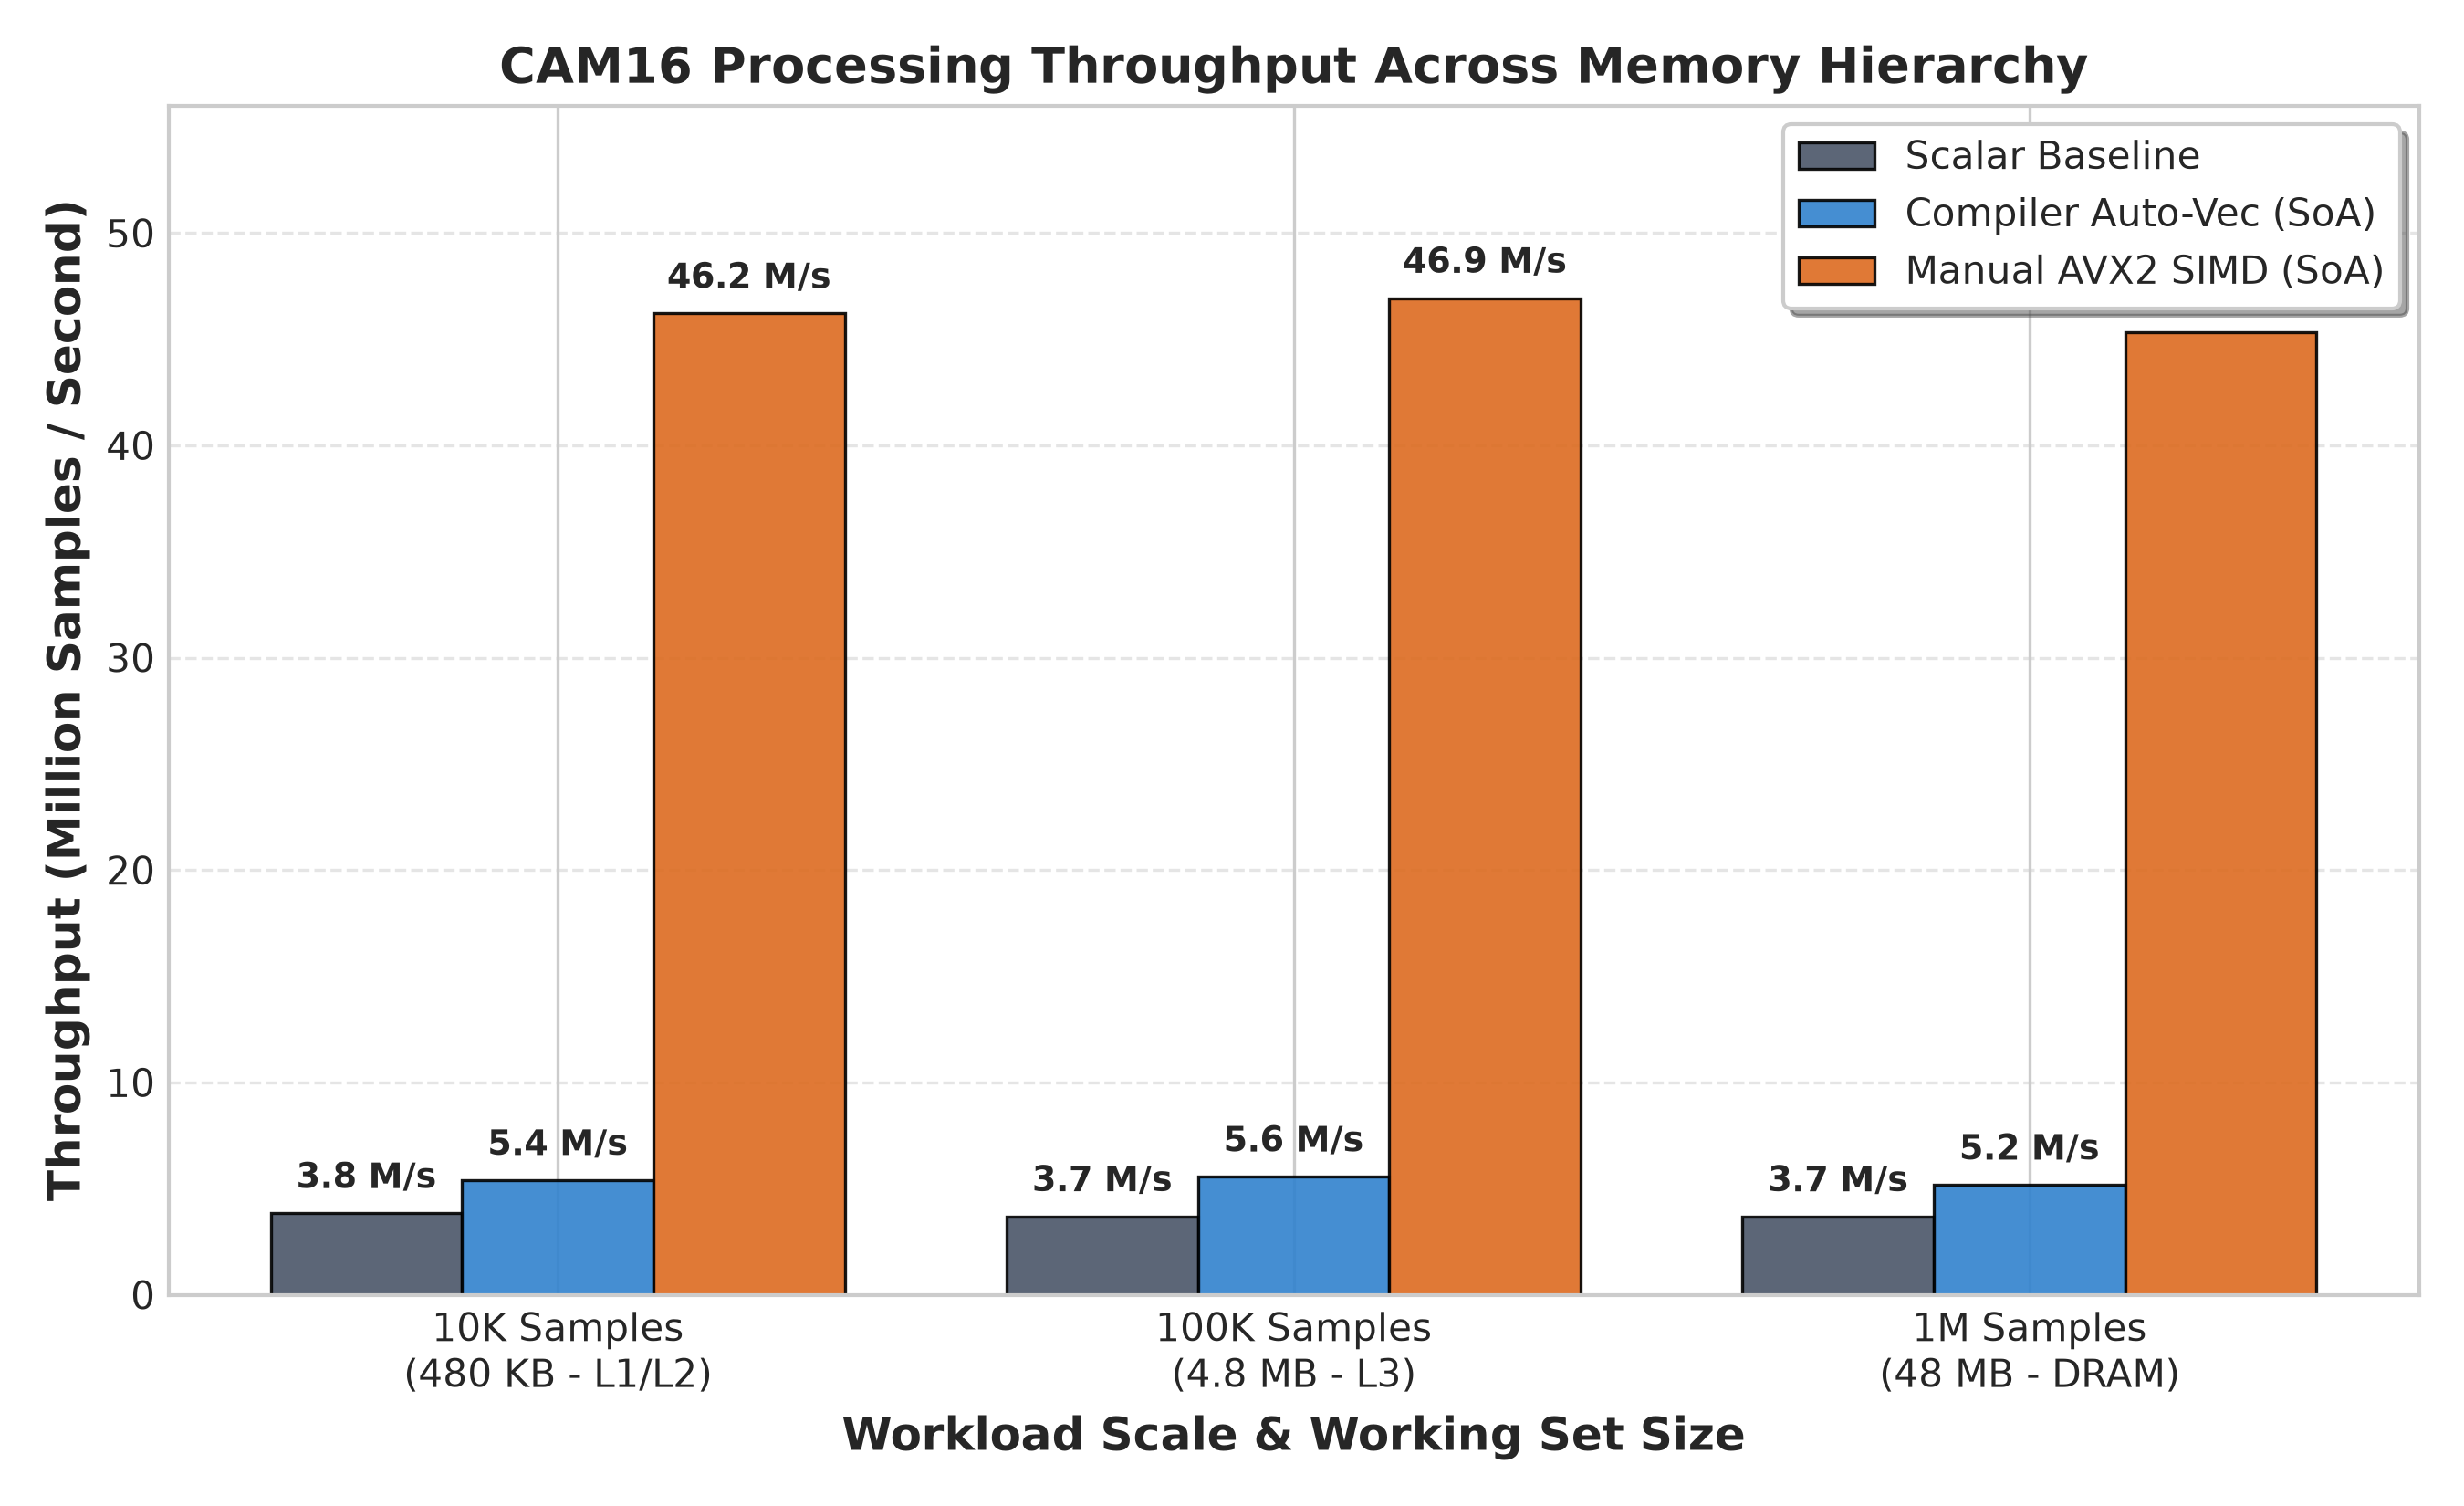 CAM16 Processing Throughput Across Memory Hierarchy
Scalar Baseline
Compiler Auto-Vec (SoA)
Manual AVX2 SIMD (SoA)
Throughput (Million Samples / Second)
50
40
30
20
10
0
46.2 M/s
46.9 M/s
5.4 M/s
3.8 M/s
5.6 M/s
3.7 M/s
5.2 M/s
3.7 M/s
10K Samples
(480 KB - L1/L2)
100K Samples
(4.8 MB - L3)
1M Samples
(48 MB - DRAM)
Workload Scale & Working Set Size